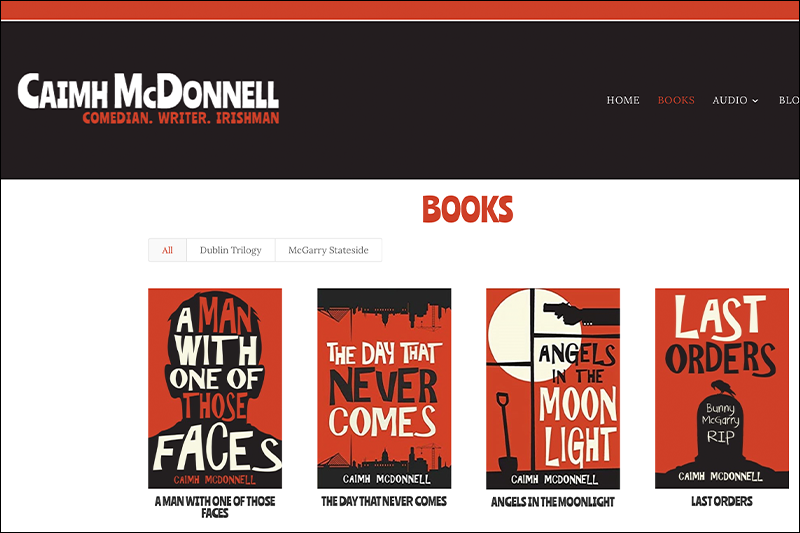 CAIMH MCDONNELL
COMEDIAN. WRITER. IRISHMAN
HOME BOOKS AUDIO BLO
BOOKS
All Dublin Trilogy McGarry Stateside
A MAN
WITH
ONE OF
THOSE
FACES
CAIMH MCDONNELL
THE DAY THAT
NEVER
COMES
CAIMH MCDONNELL
ANGELS
IN THE
MOON
LIGHT
CAIMH MCDONNELL
LAST
ORDERS
Bunny
McGarry
RIP
CAIMH MCDONNELL
A MAN WITH ONE OF THOSE
FACES
THE DAY THAT NEVER COMES
ANGELS IN THE MOONLIGHT
LAST ORDERS